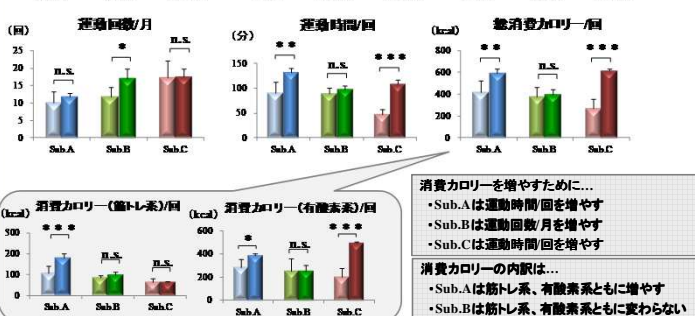 運動回数/月
(回)
25
20
15
10
5
0
n.s.
*
n.s.
Sub.A
Sub.B
Sub.C
運動時間/回
(分)
150
100
50
0
**
n.s.
***
Sub.A
Sub.B
Sub.C
総消費カロリー/回
(kcal)
800
600
400
200
0
**
n.s.
***
Sub.A
Sub.B
Sub.C
消費カロリー(筋トレ系)/回
(kcal)
300
200
100
0
***
n.s.
n.s.
Sub.A
Sub.B
Sub.C
消費カロリー(有酸素系)/回
(kcal)
600
400
200
0
*
n.s.
***
Sub.A
Sub.B
Sub.C
消費カロリーを増やすために...
・Sub.Aは運動時間/回を増やす
・Sub.Bは運動回数/月を増やす
・Sub.Cは運動時間/回を増やす
消費カロリーの内訳は...
・Sub.Aは筋トレ系、有酸素系ともに増やす
・Sub.Bは筋トレ系、有酸素系ともに変わらない